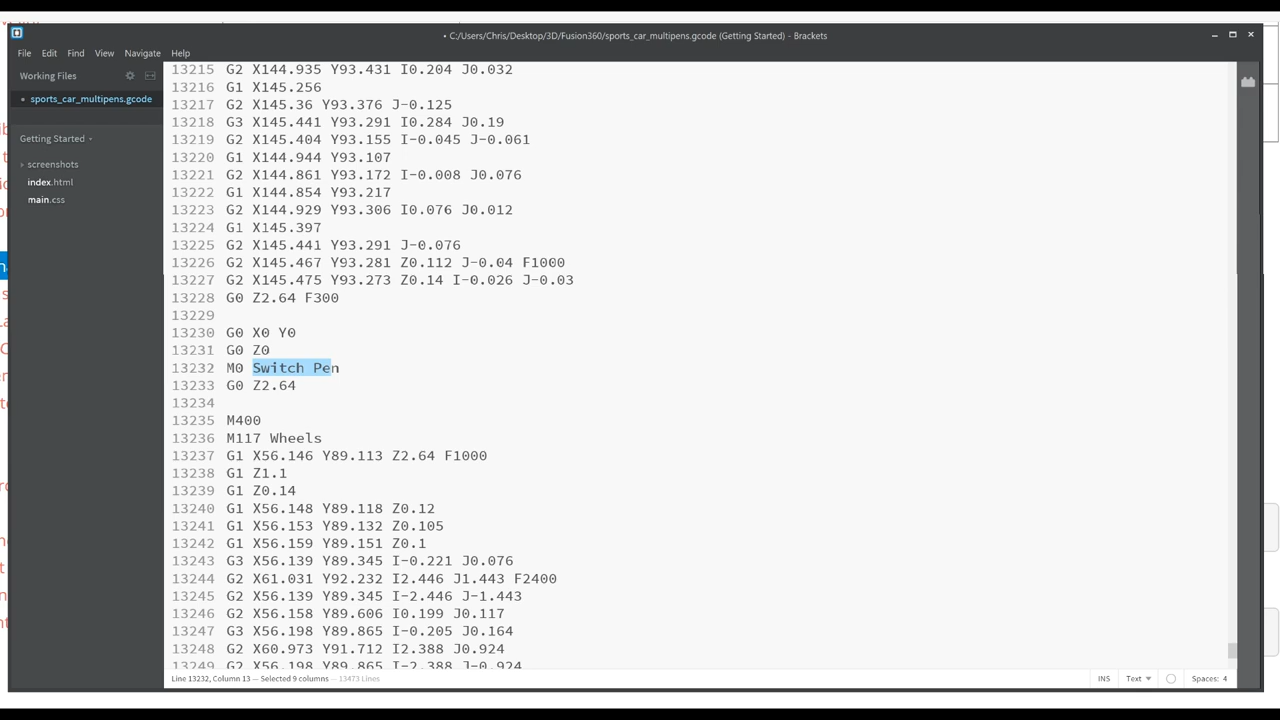 • C:/Users/Chris/Desktop/3D/Fusion360/sports_car_multipens.gcode (Getting Started) - Brackets
File Edit Find View Navigate Help
Working Files
sports_car_multipens.gcode
Getting Started
screenshots
index.html
main.css
13215 G2 X144.935 Y93.431 I0.204 J0.032
13216 G1 X145.256
13217 G2 X145.36 Y93.376 J-0.125
13218 G3 X145.441 Y93.291 I0.284 J0.19
13219 G2 X145.404 Y93.155 I-0.045 J-0.061
13220 G1 X144.944 Y93.107
13221 G2 X144.861 Y93.172 I-0.008 J0.076
13222 G1 X144.854 Y93.217
13223 G2 X144.929 Y93.306 I0.076 J0.012
13224 G1 X145.397
13225 G2 X145.441 Y93.291 J-0.076
13226 G2 X145.467 Y93.281 Z0.112 J-0.04 F1000
13227 G2 X145.475 Y93.273 Z0.14 I-0.026 J-0.03
13228 G0 Z2.64 F300
13229
13230 G0 X0 Y0
13231 G0 Z0
13232 M0 Switch Pen
13233 G0 Z2.64
13234
13235 M400
13236 M117 Wheels
13237 G1 X56.146 Y89.113 Z2.64 F1000
13238 G1 Z1.1
13239 G1 Z0.14
13240 G1 X56.148 Y89.118 Z0.12
13241 G1 X56.153 Y89.132 Z0.105
13242 G1 X56.159 Y89.151 Z0.1
13243 G3 X56.139 Y89.345 I-0.221 J0.076
13244 G2 X61.031 Y92.232 I2.446 J1.443 F2400
13245 G2 X56.139 Y89.345 I-2.446 J-1.443
13246 G2 X56.158 Y89.606 I0.199 J0.117
13247 G3 X56.198 Y89.865 I-0.205 J0.164
13248 G2 X60.973 Y91.712 I2.388 J0.924
13249 G2 X56.198 Y89.865 I-2.388 J-0.924
Line 13232, Column 13 — Selected 9 columns — 13473 Lines
INS Text Spaces: 4